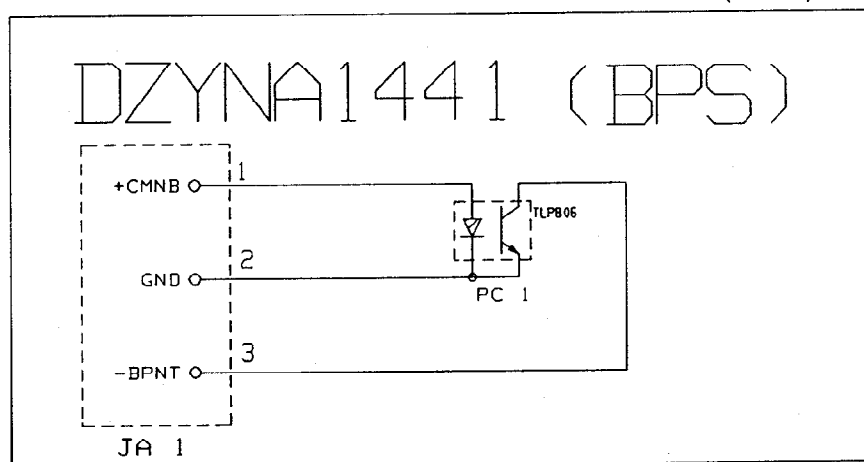 DZYNA1441 (BPS)
+CMNB 1
TLP806
GND 2
PC 1
-BPNT 3
JA 1